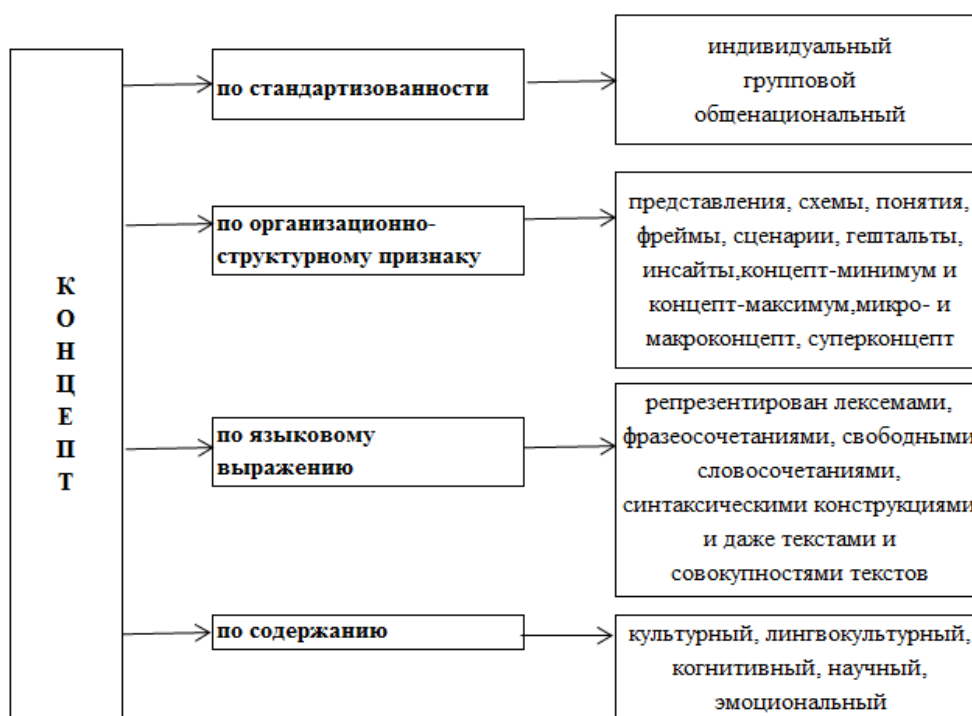 КОНЦЕПТ
по стандартизованности
индивидуальный
групповой
общенациональный
по организационно-
структурному признаку
представления, схемы, понятия,
фреймы, сценарии, гештальты,
инсайты,концепт-минимум и
концепт-максимум,микро- и
макроконцепт, суперконцепт
по языковому
выражению
репрезентирован лексемами,
фразеосочетаниями, свободными
словосочетаниями,
синтаксическими конструкциями
и даже текстами и
совокупностями текстов
по содержанию
культурный, лингвокультурный,
когнитивный, научный,
эмоциональный